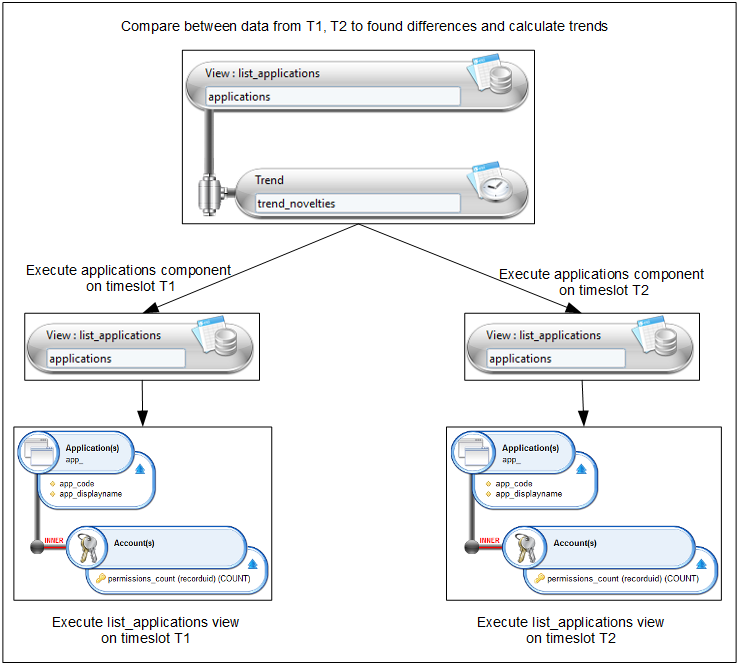 Compare between data from T1, T2 to found differences and calculate trends
View : list_applications
applications
Trend
trend_novelties
Execute applications component
on timeslot T1
Execute applications component
on timeslot T2
View : list_applications
applications
View : list_applications
applications
Application(s)
app_
app_code
app_displayname
INNER
Account(s)
permissions_count (recorduid) (COUNT)
Application(s)
app_
app_code
app_displayname
INNER
Account(s)
permissions_count (recorduid) (COUNT)
Execute list_applications view
on timeslot T1
Execute list_applications view
on timeslot T2